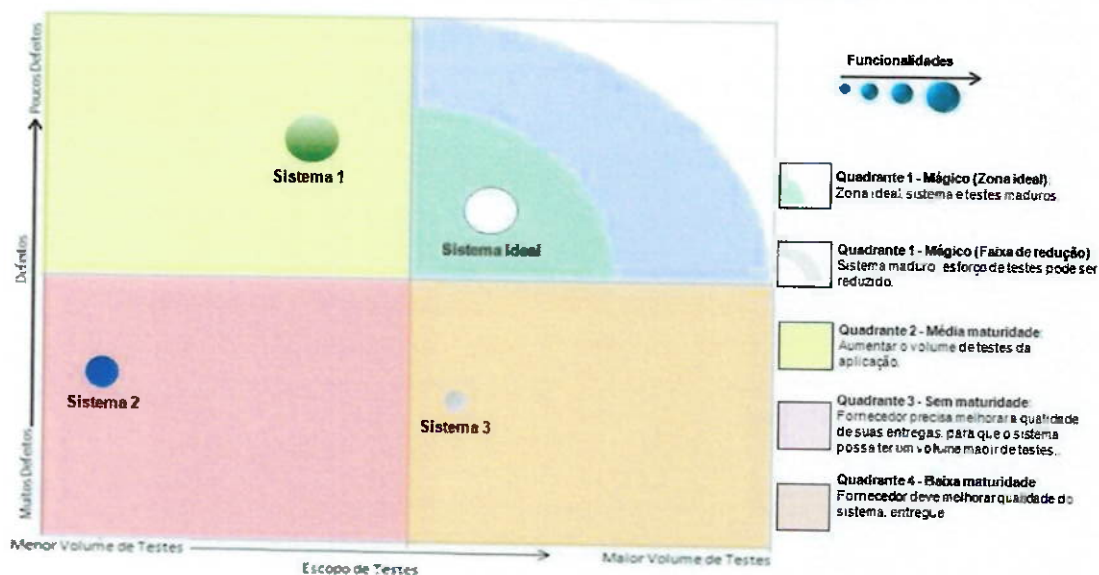 Poucos Defeitos
Defeitos
Muitos Defeitos
Sistema 1
Sistema Ideal
Sistema 2
Sistema 3
Menor Volume de Testes
Maior Volume de Testes
Escopo de Testes
Funcionalidades
Quadrante 1 - Mágico (Zona ideal)
Zona ideal, sistema e testes maduros
Quadrante 1 - Mágico (Faixa de redução)
Sistema maduro esforço de testes pode ser
reduzido.
Quadrante 2 - Média maturidade:
Aumentar o volume de testes da
aplicação.
Quadrante 3 - Sem maturidade:
Fornecedor precisa melhorar a qualidade
de suas entregas, para que o sistema
possa ter um volume maoir de testes..
Quadrante 4 - Baixa maturidade
Fornecedor deve melhorar qualidade do
sistema, entregue